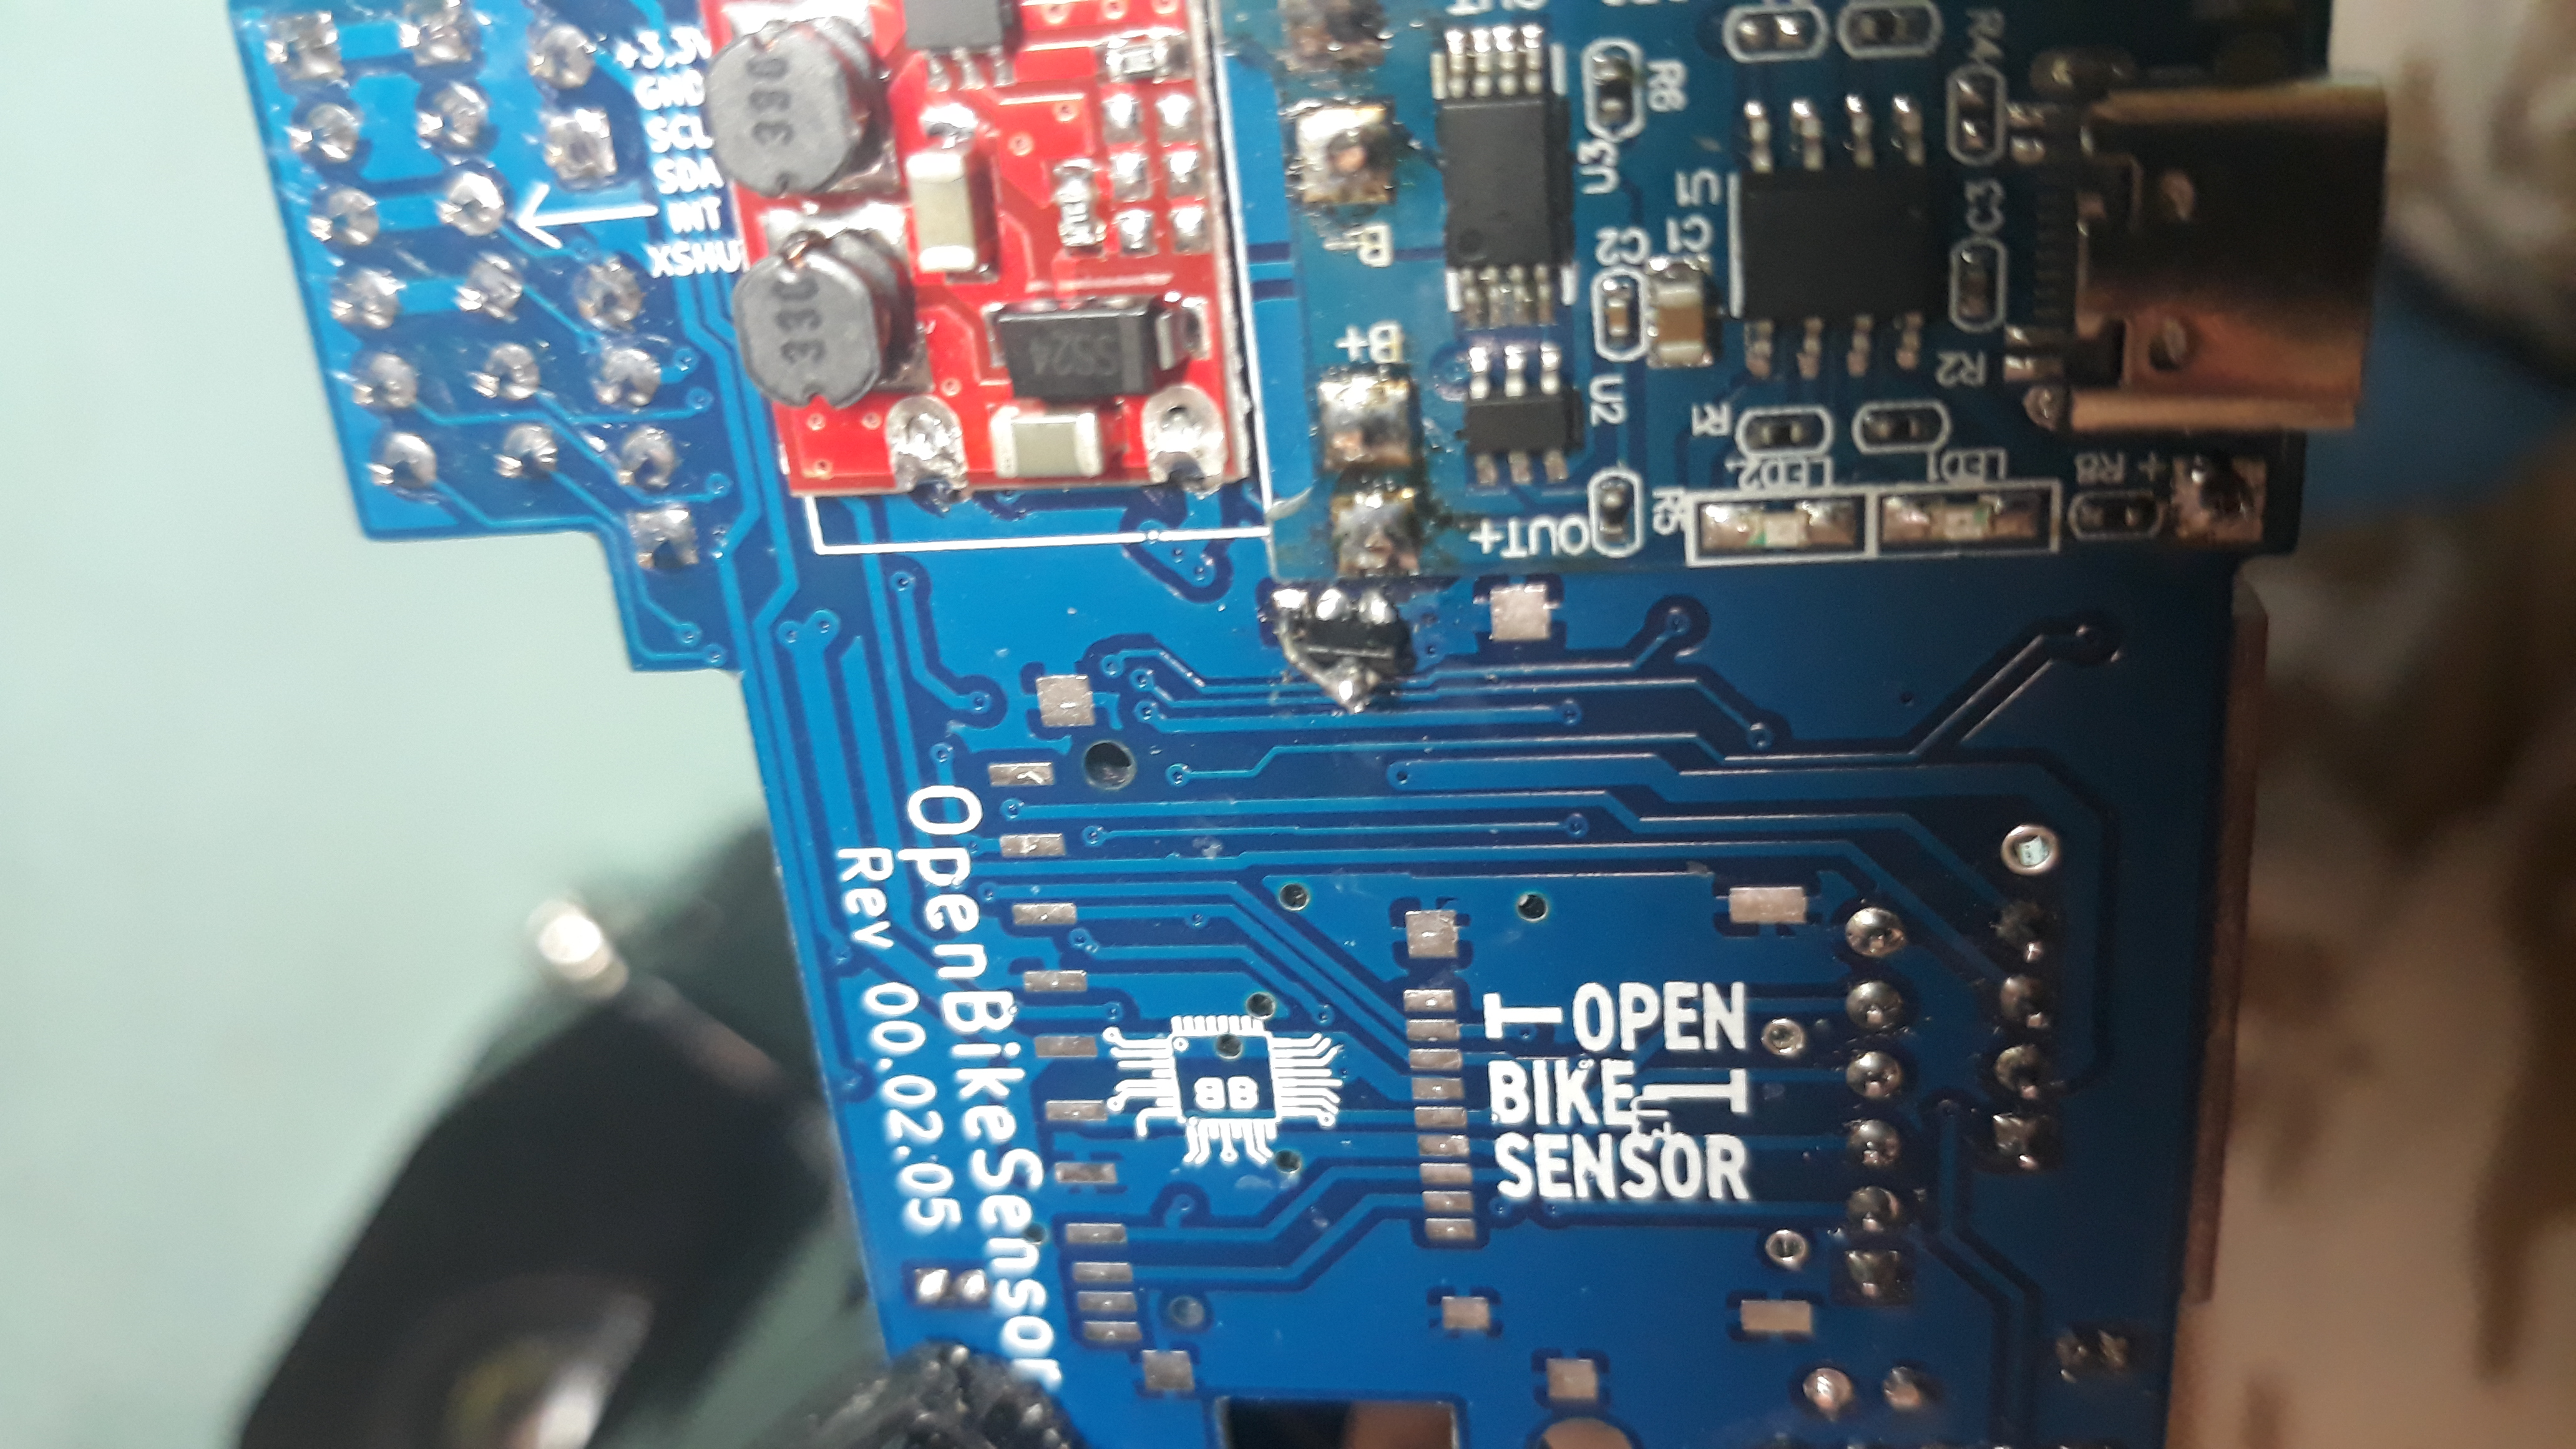 OpenBikeSensor
Rev 00.02.05
OPEN
BIKE
SENSOR
OUT+
R5
+
R8
LED1
LED2
R1
R2
U2
B+
B-
C1
C2
C3
U1
U3
R4
R6
SS24
330
330
INT
SDA
SCL
GND
+3.3V